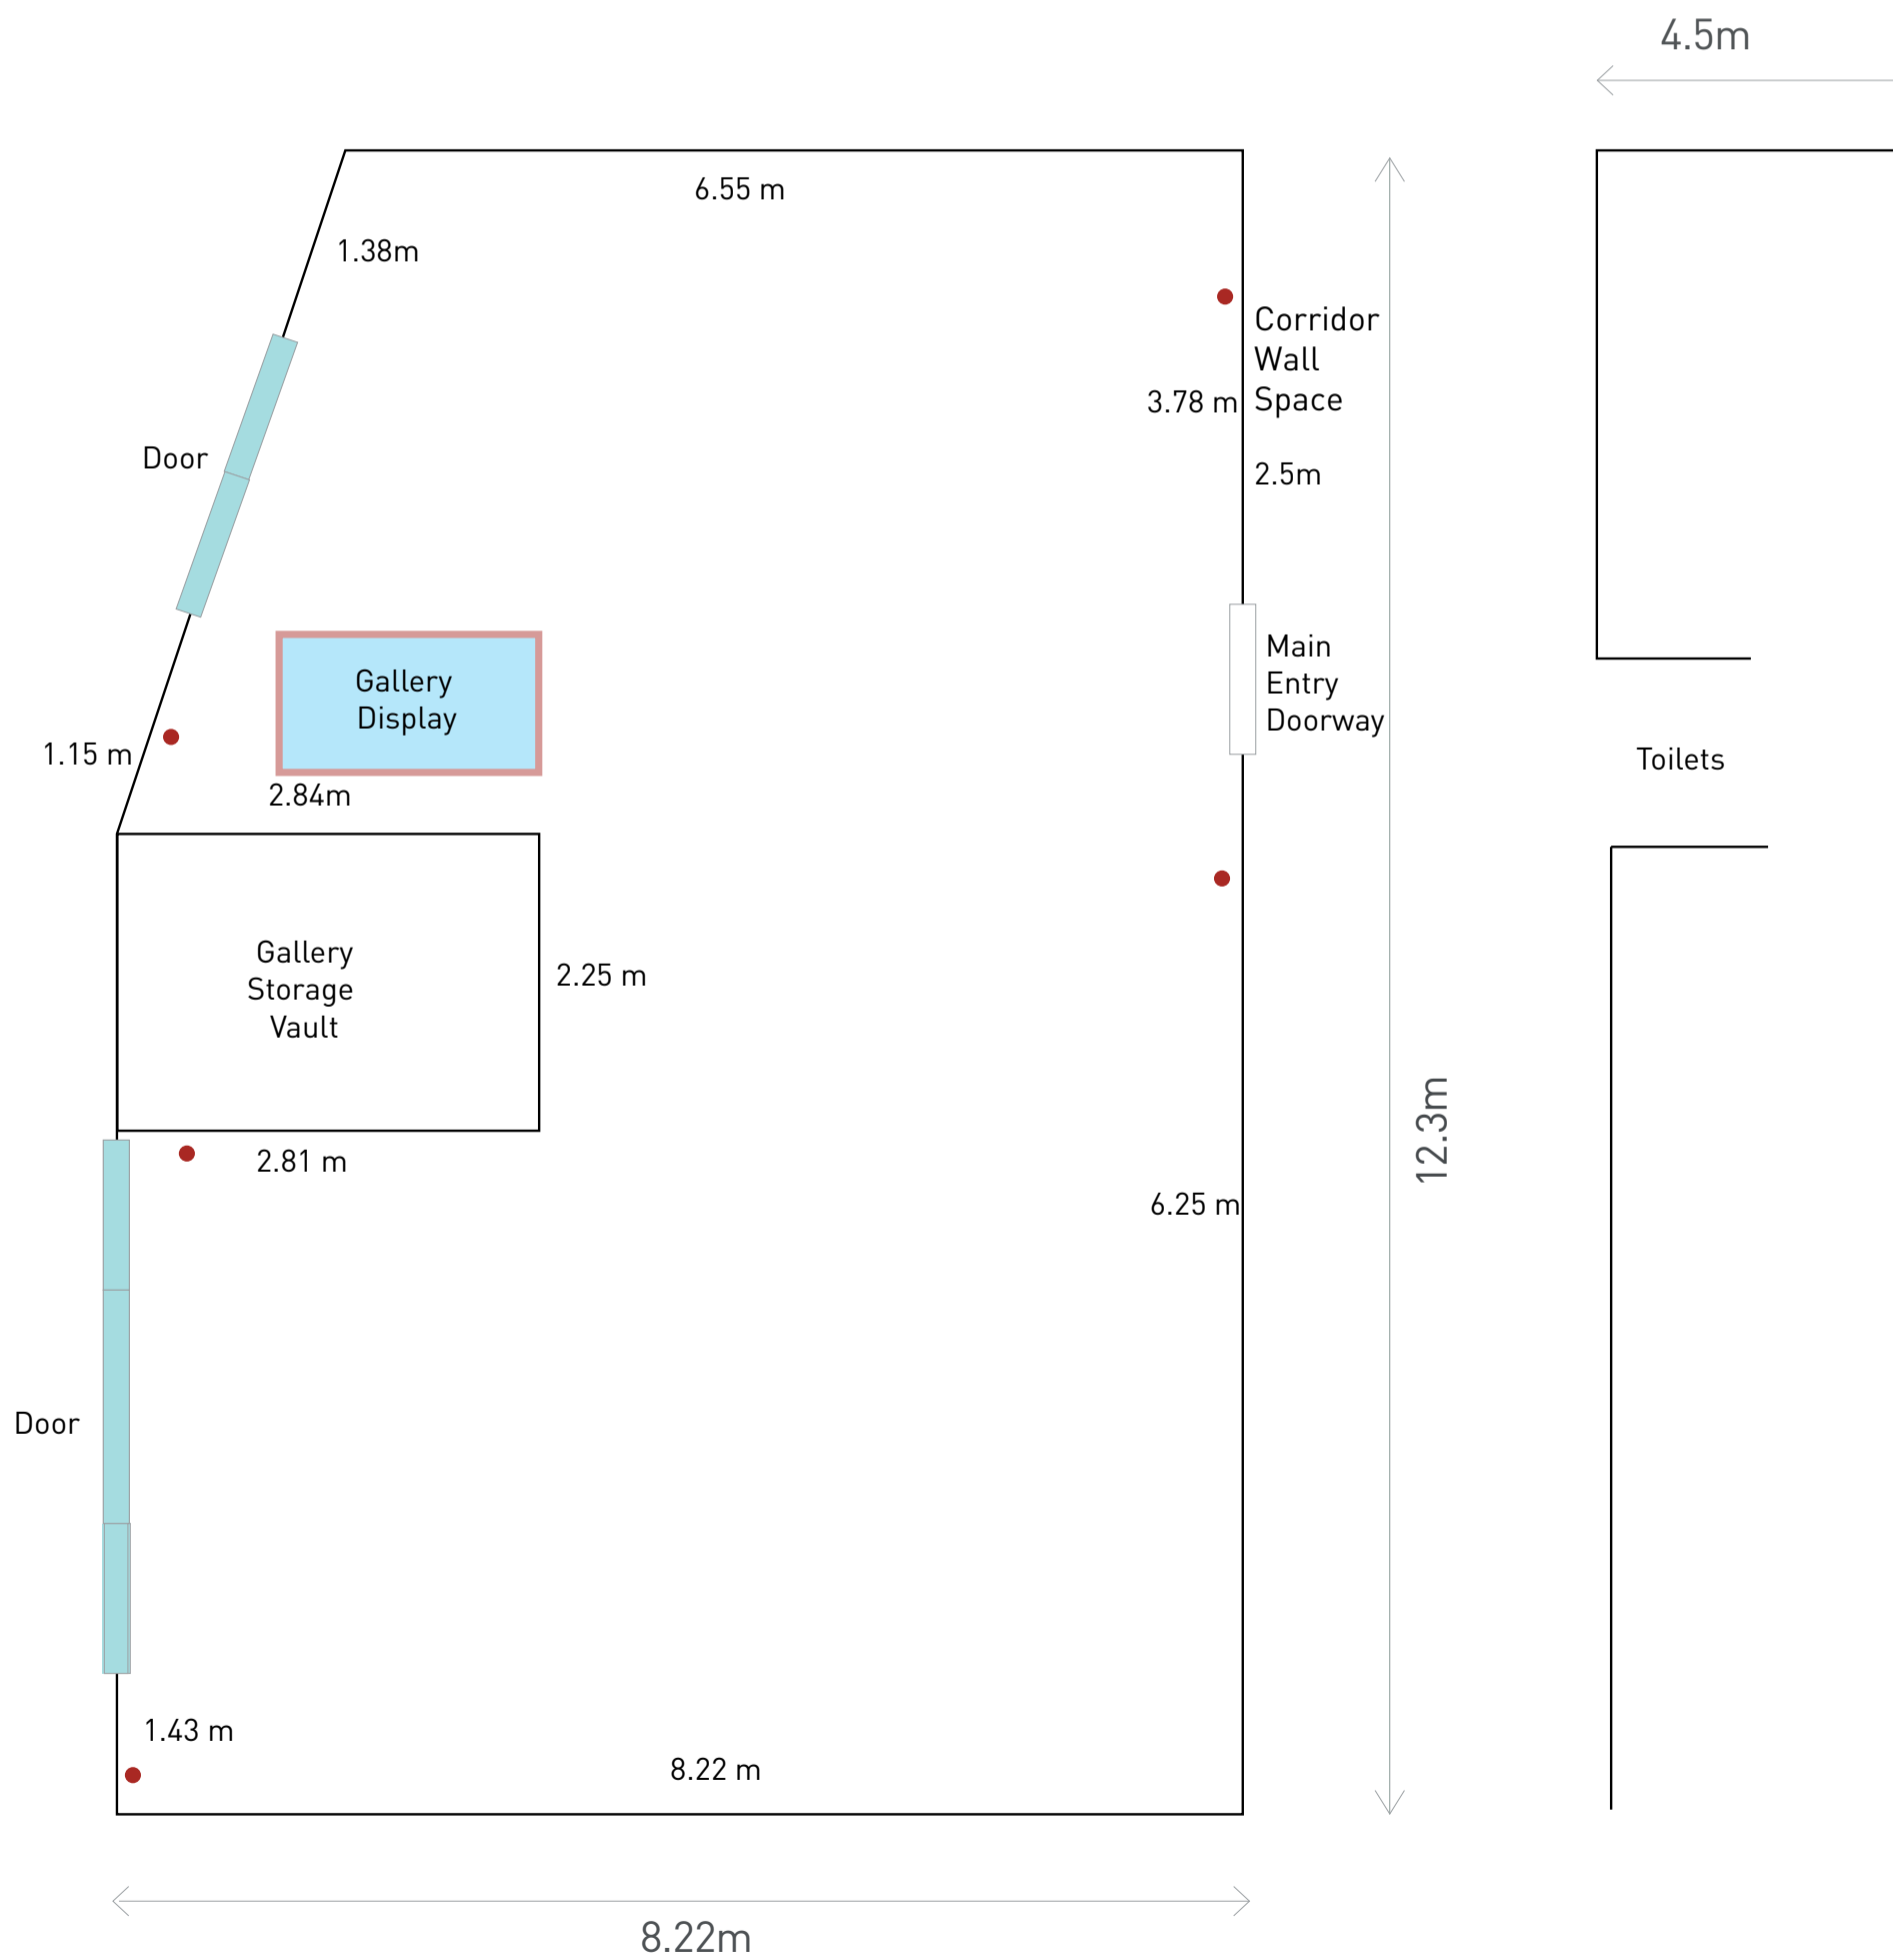 4.5m
6.55 m
1.38m
Corridor
Wall
Space
3.78 m
2.5m
Door
Main
Entry
Doorway
Gallery
Display
1.15 m
2.84m
Toilets
Gallery
Storage
Vault
2.25 m
2.81 m
12.3m
6.25 m
Door
1.43 m
8.22 m
8.22m